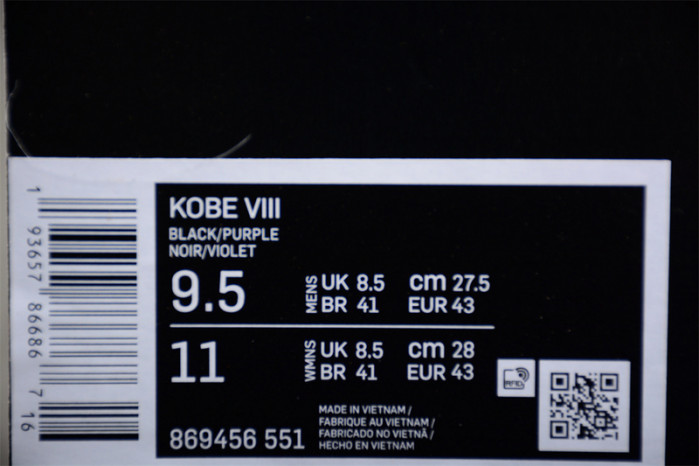 KOBE VIII
BLACK/PURPLE
NOIR/VIOLET
9.5
MENS
UK 8.5 cm 27.5
BR 41 EUR 43
11
WMNS
UK 8.5 cm 28
BR 41 EUR 43
869456 551
MADE IN VIETNAM /
FABRIQUE AU VIETNAM /
FABRICADO NO VIETNÃ /
HECHO EN VIETNAM
RFID
1 93657 86686 7 16